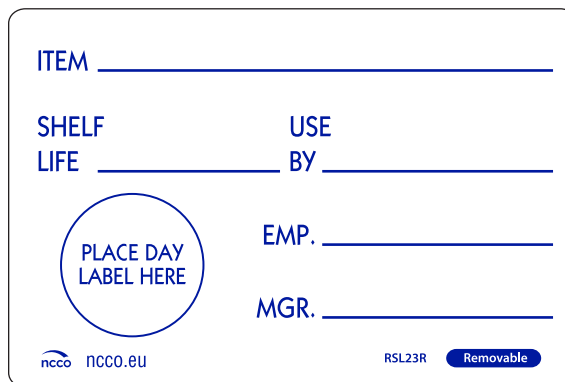 ITEM
SHELF LIFE
USE BY
PLACE DAY
LABEL HERE
EMP.
MGR.
ncco ncco.eu
RSL23R Removable